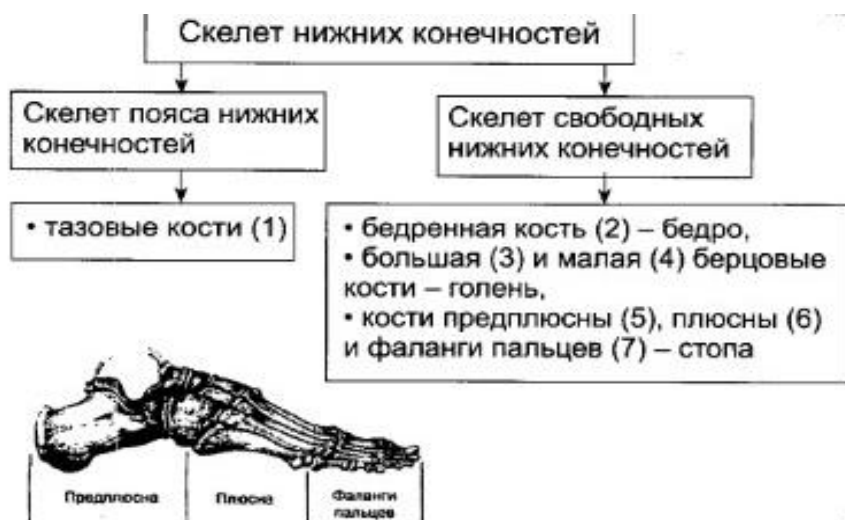 Скелет нижних конечностей
Скелет пояса нижних
конечностей
Скелет свободных
нижних конечностей
• тазовые кости (1)
• бедренная кость (2) – бедро,
• большая (3) и малая (4) берцовые
кости – голень,
• кости предплюсны (5), плюсны (6)
и фаланги пальцев (7) – стопа
Предплюсна
Плюсна
Фаланги
пальцев